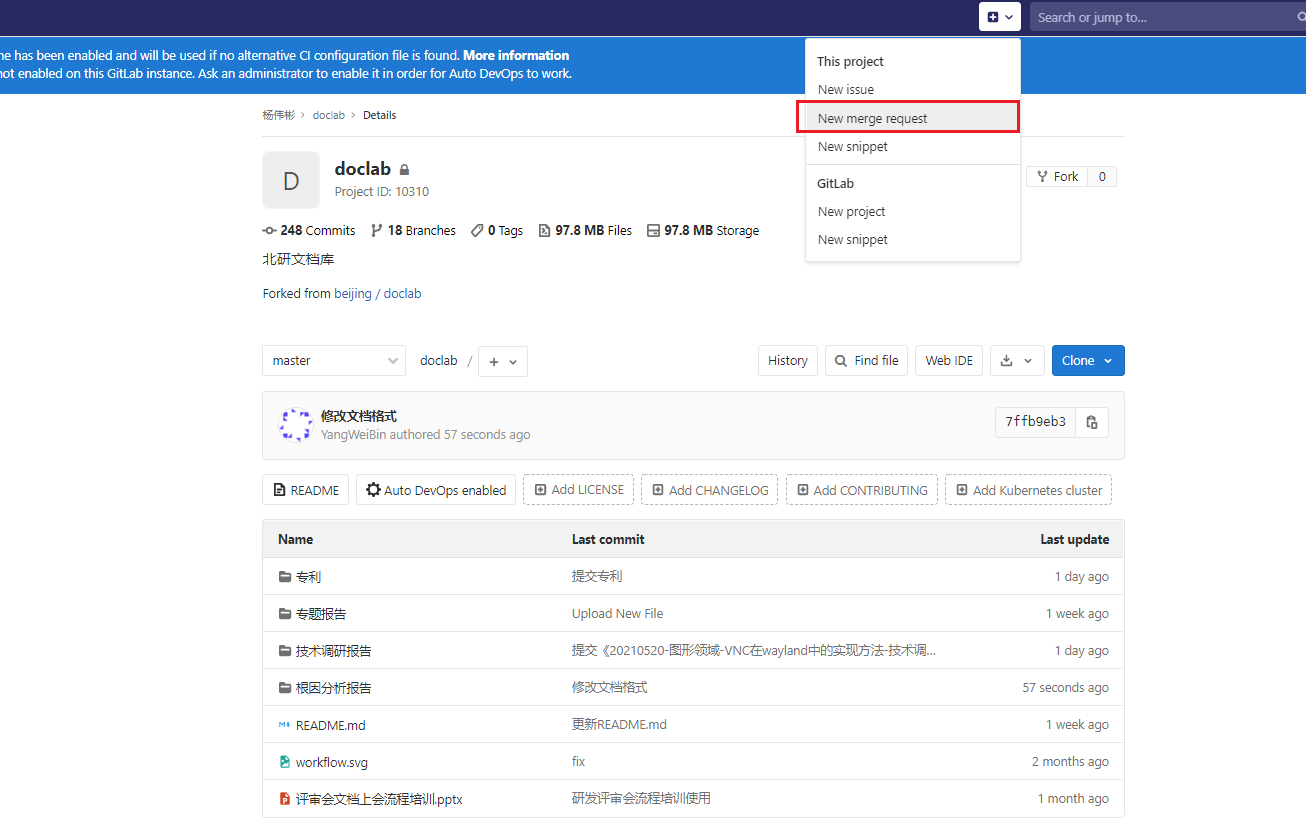 Search or jump to...
ne has been enabled and will be used if no alternative CI configuration file is found. More information
not enabled on this GitLab instance. Ask an administrator to enable it in order for Auto DevOps to work.
This project
New issue
New merge request
New snippet
GitLab
New project
New snippet
杨伟彬 > doclab > Details
D
doclab
Project ID: 10310
Fork 0
248 Commits 18 Branches 0 Tags 97.8 MB Files 97.8 MB Storage
北研文档库
Forked from beijing / doclab
master doclab / + History Find file Web IDE Clone
修改文档格式
YangWeiBin authored 57 seconds ago
7ffb9eb3
README Auto DevOps enabled Add LICENSE Add CHANGELOG Add CONTRIBUTING Add Kubernetes cluster
Name Last commit Last update
专利 提交专利 1 day ago
专题报告 Upload New File 1 week ago
技术调研报告 提交《20210520-图形领域-VNC在wayland中的实现方法-技术调... 1 day ago
根因分析报告 修改文档格式 57 seconds ago
README.md 更新README.md 1 week ago
workflow.svg fix 2 months ago
评审会文档上会流程培训.pptx 研发评审会流程培训使用 1 month ago